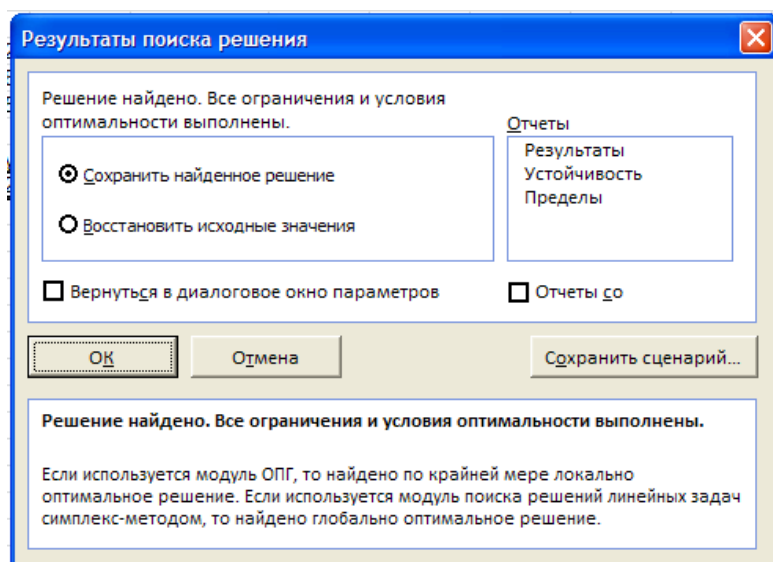 Результаты поиска решения
Решение найдено. Все ограничения и условия
оптимальности выполнены.
Отчеты
Результаты
Устойчивость
Пределы
Сохранить найденное решение
Восстановить исходные значения
Вернуться в диалоговое окно параметров
Отчеты со
ОК
Отмена
Сохранить сценарий...
Решение найдено. Все ограничения и условия оптимальности выполнены.
Если используется модуль ОПГ, то найдено по крайней мере локально
оптимальное решение. Если используется модуль поиска решений линейных задач
симплекс-методом, то найдено глобально оптимальное решение.